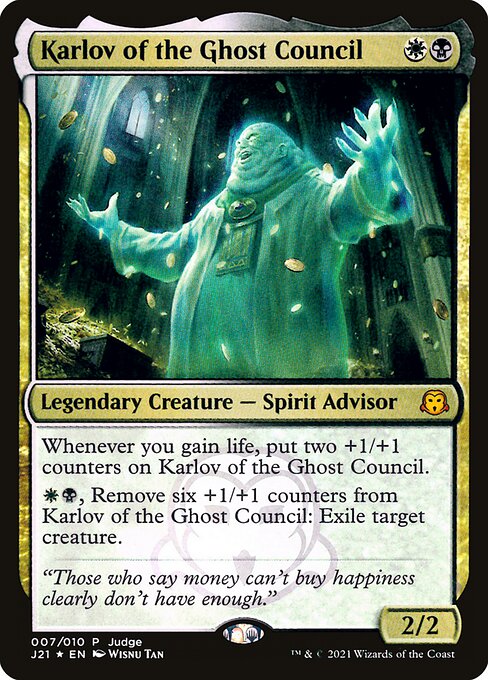 Karlov of the Ghost Council
Legendary Creature — Spirit Advisor
Whenever you gain life, put two +1/+1
counters on Karlov of the Ghost Council.
, Remove six +1/+1 counters from
Karlov of the Ghost Council: Exile target
creature.
“Those who say money can’t buy happiness
clearly don’t have enough.”
2/2
007/010 P Judge
J21 ★ EN Wisnu Tan
™ & © 2021 Wizards of the Coast